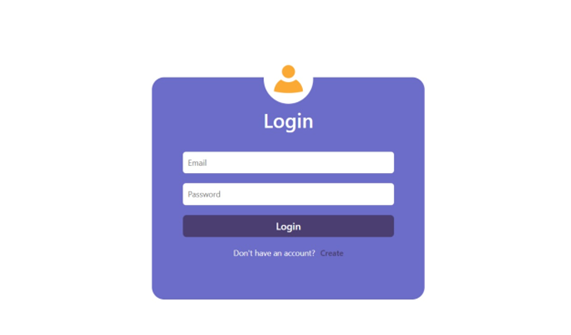 Login
Email
Password
Login
Don't have an account? Create